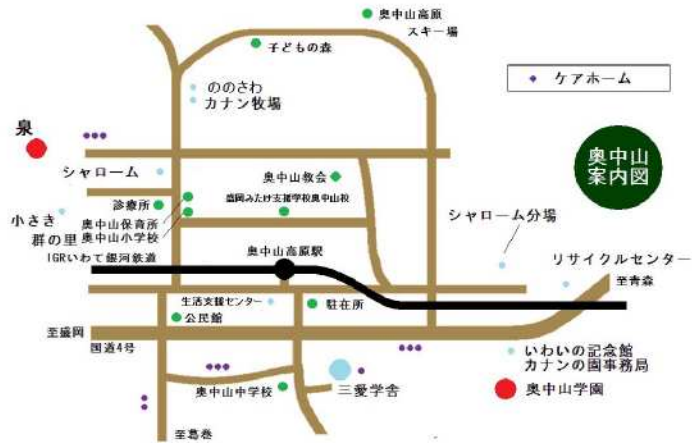 奥中山高原
スキー場
子どもの森
ケアホーム
ののさわ
カナン牧場
泉
奥中山
案内図
シャローム
奥中山教会
診療所
盛岡みたけ支援学校奥中山校
小さき
群の里
奥中山保育所
奥中山小学校
シャローム分場
IGRいわて銀河鉄道
奥中山高原駅
リサイクルセンター
至青森
生活支援センター
駐在所
公民館
至盛岡
国道4号
いわいの記念館
カナンの園事務局
奥中山中学校
三愛学舎
奥中山学園
至葛巻